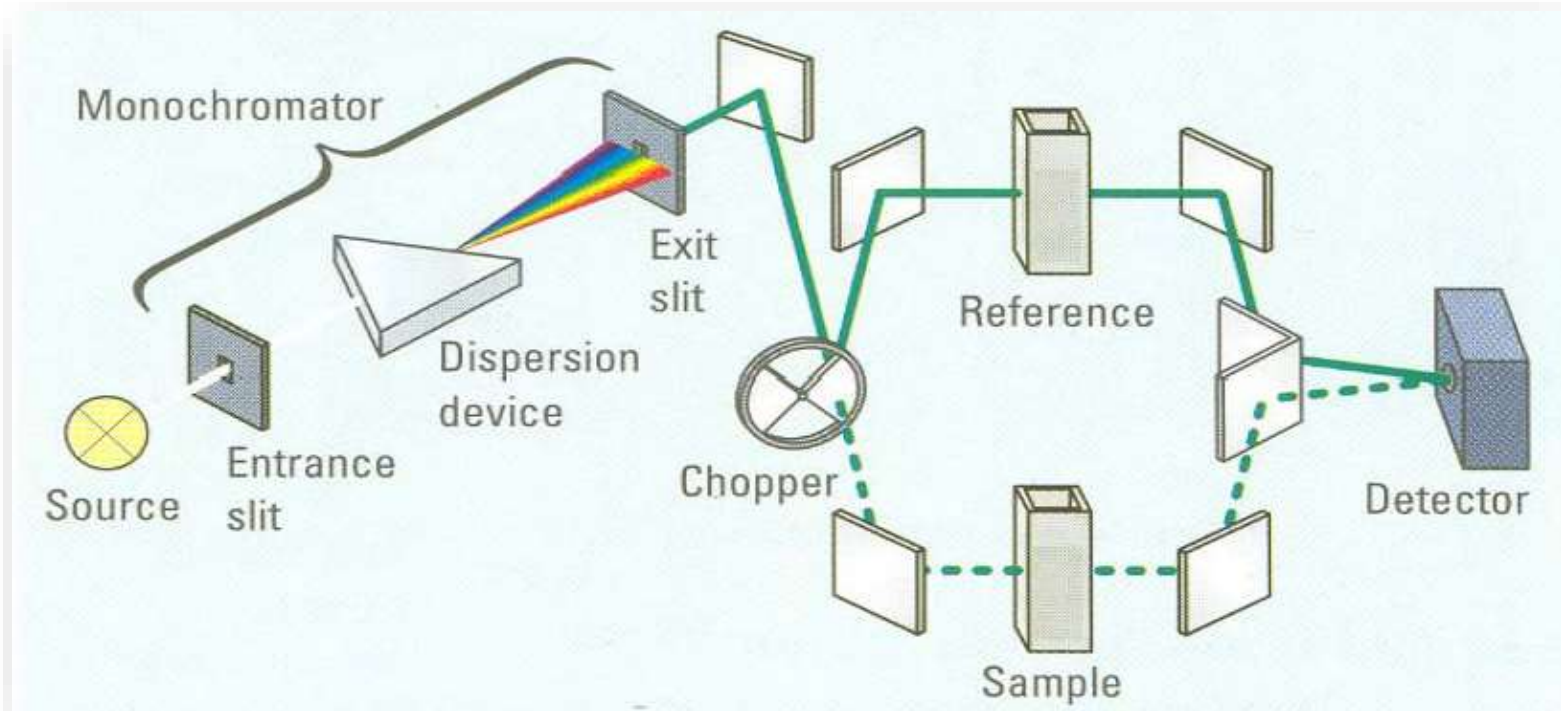 Monochromator
Exit
slit
Reference
Dispersion
device
Chopper
Entrance
slit
Source
Detector
Sample